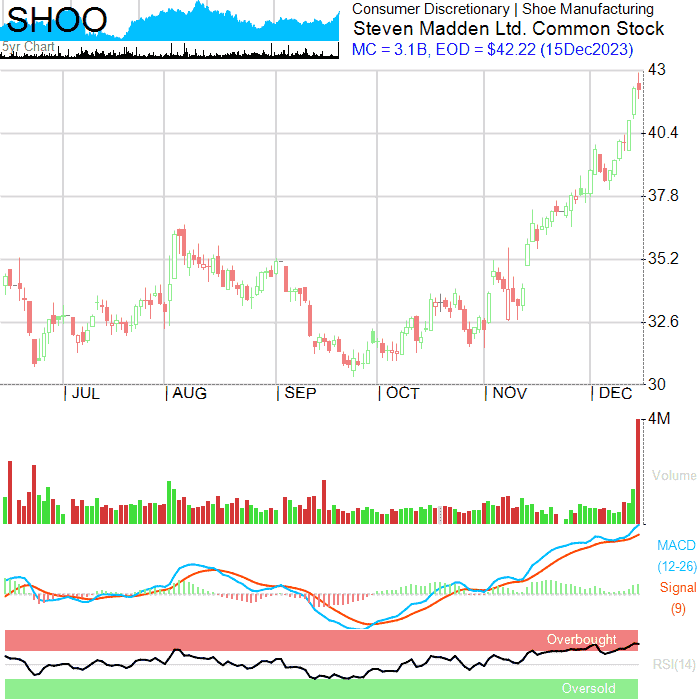 SHOO
5yr Chart
Consumer Discretionary | Shoe Manufacturing
Steven Madden Ltd. Common Stock
MC = 3.1B, EOD = $42.22 (15Dec2023)
43
40.4
37.8
35.2
32.6
30
JUL
AUG
SEP
OCT
NOV
DEC
4M
Volume
MACD
(12-26)
Signal
(9)
Overbought
RSI(14)
Oversold